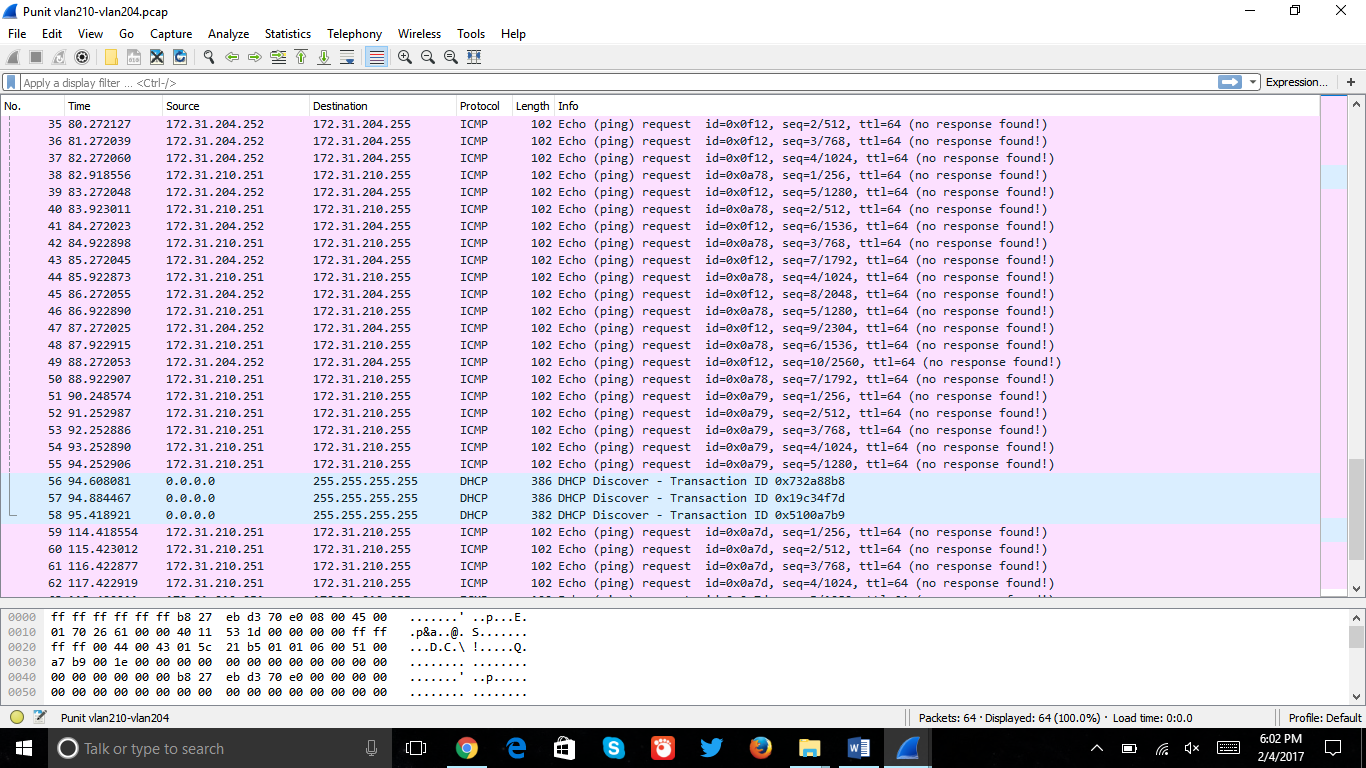 Punit vlan210-vlan204.pcap
File Edit View Go Capture Analyze Statistics Telephony Wireless Tools Help
Apply a display filter ... <Ctrl-/> Expression... +
No. Time Source Destination Protocol Length Info
35 80.272127 172.31.204.252 172.31.204.255 ICMP 102 Echo (ping) request id=0x0f12, seq=2/512, ttl=64 (no response found!)
36 81.272039 172.31.204.252 172.31.204.255 ICMP 102 Echo (ping) request id=0x0f12, seq=3/768, ttl=64 (no response found!)
37 82.272060 172.31.204.252 172.31.204.255 ICMP 102 Echo (ping) request id=0x0f12, seq=4/1024, ttl=64 (no response found!)
38 82.918556 172.31.210.251 172.31.210.255 ICMP 102 Echo (ping) request id=0x0a78, seq=1/256, ttl=64 (no response found!)
39 83.272048 172.31.204.252 172.31.204.255 ICMP 102 Echo (ping) request id=0x0f12, seq=5/1280, ttl=64 (no response found!)
40 83.923011 172.31.210.251 172.31.210.255 ICMP 102 Echo (ping) request id=0x0a78, seq=2/512, ttl=64 (no response found!)
41 84.272023 172.31.204.252 172.31.204.255 ICMP 102 Echo (ping) request id=0x0f12, seq=6/1536, ttl=64 (no response found!)
42 84.922898 172.31.210.251 172.31.210.255 ICMP 102 Echo (ping) request id=0x0a78, seq=3/768, ttl=64 (no response found!)
43 85.272045 172.31.204.252 172.31.204.255 ICMP 102 Echo (ping) request id=0x0f12, seq=7/1792, ttl=64 (no response found!)
44 85.922873 172.31.210.251 172.31.210.255 ICMP 102 Echo (ping) request id=0x0a78, seq=4/1024, ttl=64 (no response found!)
45 86.272055 172.31.204.252 172.31.204.255 ICMP 102 Echo (ping) request id=0x0f12, seq=8/2048, ttl=64 (no response found!)
46 86.922890 172.31.210.251 172.31.210.255 ICMP 102 Echo (ping) request id=0x0a78, seq=5/1280, ttl=64 (no response found!)
47 87.272025 172.31.204.252 172.31.204.255 ICMP 102 Echo (ping) request id=0x0f12, seq=9/2304, ttl=64 (no response found!)
48 87.922915 172.31.210.251 172.31.210.255 ICMP 102 Echo (ping) request id=0x0a78, seq=6/1536, ttl=64 (no response found!)
49 88.272053 172.31.204.252 172.31.204.255 ICMP 102 Echo (ping) request id=0x0f12, seq=10/2560, ttl=64 (no response found!)
50 88.922907 172.31.210.251 172.31.210.255 ICMP 102 Echo (ping) request id=0x0a78, seq=7/1792, ttl=64 (no response found!)
51 90.248574 172.31.210.251 172.31.210.255 ICMP 102 Echo (ping) request id=0x0a79, seq=1/256, ttl=64 (no response found!)
52 91.252987 172.31.210.251 172.31.210.255 ICMP 102 Echo (ping) request id=0x0a79, seq=2/512, ttl=64 (no response found!)
53 92.252886 172.31.210.251 172.31.210.255 ICMP 102 Echo (ping) request id=0x0a79, seq=3/768, ttl=64 (no response found!)
54 93.252890 172.31.210.251 172.31.210.255 ICMP 102 Echo (ping) request id=0x0a79, seq=4/1024, ttl=64 (no response found!)
55 94.252906 172.31.210.251 172.31.210.255 ICMP 102 Echo (ping) request id=0x0a79, seq=5/1280, ttl=64 (no response found!)
56 94.608081 0.0.0.0 255.255.255.255 DHCP 386 DHCP Discover - Transaction ID 0x732a88b8
57 94.884467 0.0.0.0 255.255.255.255 DHCP 386 DHCP Discover - Transaction ID 0x19c34f7d
58 95.418921 0.0.0.0 255.255.255.255 DHCP 382 DHCP Discover - Transaction ID 0x5100a7b9
59 114.418554 172.31.210.251 172.31.210.255 ICMP 102 Echo (ping) request id=0x0a7d, seq=1/256, ttl=64 (no response found!)
60 115.423012 172.31.210.251 172.31.210.255 ICMP 102 Echo (ping) request id=0x0a7d, seq=2/512, ttl=64 (no response found!)
61 116.422877 172.31.210.251 172.31.210.255 ICMP 102 Echo (ping) request id=0x0a7d, seq=3/768, ttl=64 (no response found!)
62 117.422919 172.31.210.251 172.31.210.255 ICMP 102 Echo (ping) request id=0x0a7d, seq=4/1024, ttl=64 (no response found!)
0000 ff ff ff ff ff ff b8 27 eb d3 70 e0 08 00 45 00 .......' ..p...E.
0010 01 70 26 61 00 00 40 11 53 1d 00 00 00 00 ff ff .p&a..@. S.......
0020 ff ff 00 44 00 43 01 5c 21 b5 01 01 06 00 51 00 ...D.C.\ !.....Q.
0030 a7 b9 00 1e 00 00 00 00 00 00 00 00 00 00 00 00 ........ ........
0040 00 00 00 00 00 00 b8 27 eb d3 70 e0 00 00 00 00 .......' ..p.....
0050 00 00 00 00 00 00 00 00 00 00 00 00 00 00 00 00 ........ ........
Punit vlan210-vlan204 Packets: 64 · Displayed: 64 (100.0%) · Load time: 0:0.0 Profile: Default
Talk or type to search
6:02 PM
2/4/2017